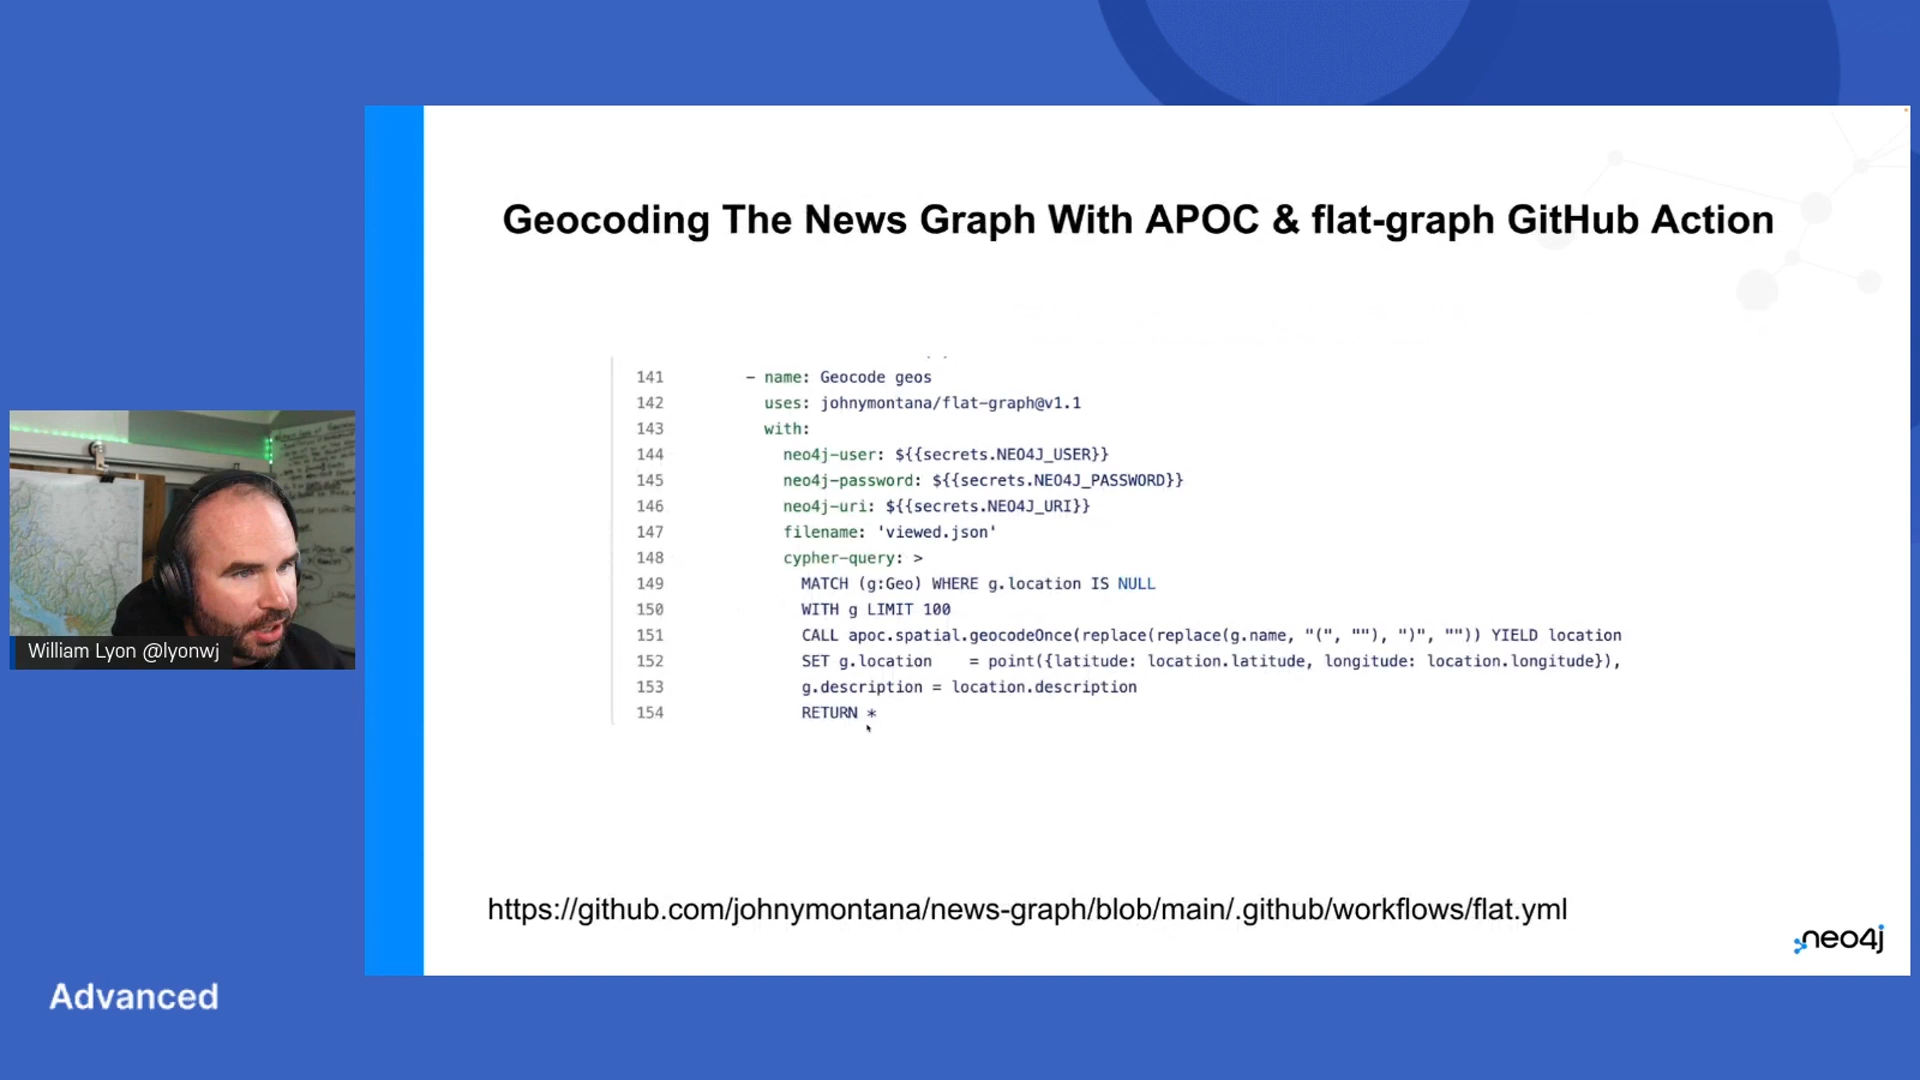 Geocoding The News Graph With APOC & flat-graph GitHub Action
141 - name: Geocode geos
142 uses: johnymontana/flat-graph@v1.1
143 with:
144 neo4j-user: ${{secrets.NEO4J_USER}}
145 neo4j-password: ${{secrets.NEO4J_PASSWORD}}
146 neo4j-uri: ${{secrets.NEO4J_URI}}
147 filename: 'viewed.json'
148 cypher-query: >
149 MATCH (g:Geo) WHERE g.location IS NULL
150 WITH g LIMIT 100
151 CALL apoc.spatial.geocodeOnce(replace(replace(g.name, "(", ""), ")", "")) YIELD location
152 SET g.location = point({latitude: location.latitude, longitude: location.longitude}),
153 g.description = location.description
154 RETURN *
William Lyon @lyonwj
https://github.com/johnymontana/news-graph/blob/main/.github/workflows/flat.yml
neo4j
Advanced